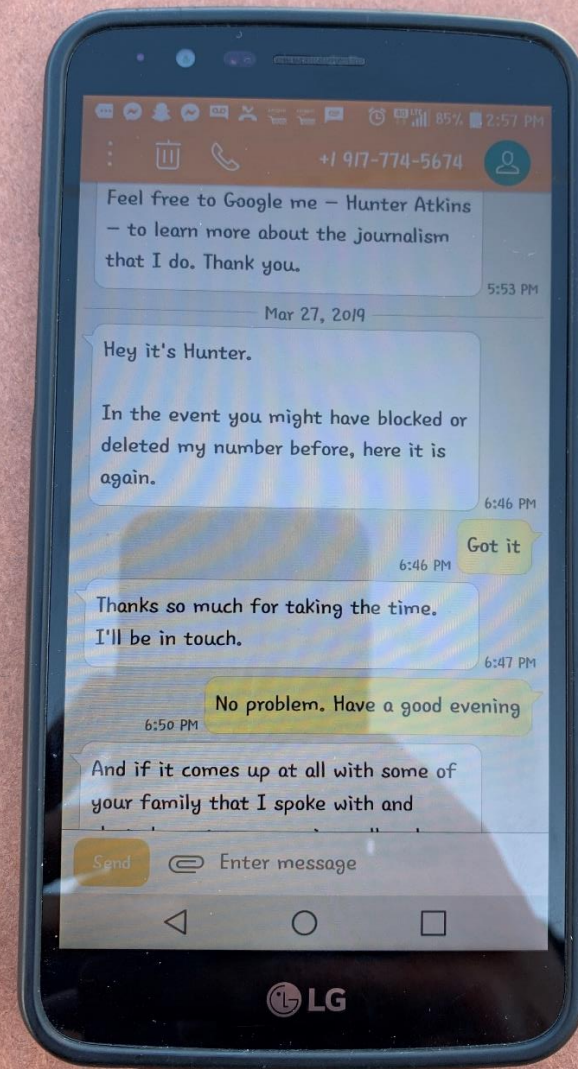 85% 2:57 PM
+1 917-774-5674
Feel free to Google me – Hunter Atkins
– to learn more about the journalism
that I do. Thank you.
5:53 PM
Mar 27, 2019
Hey it's Hunter.
In the event you might have blocked or
deleted my number before, here it is
again.
6:46 PM
Got it
6:46 PM
Thanks so much for taking the time.
I'll be in touch.
6:47 PM
No problem. Have a good evening
6:50 PM
And if it comes up at all with some of
your family that I spoke with and
Send
Enter message
LG